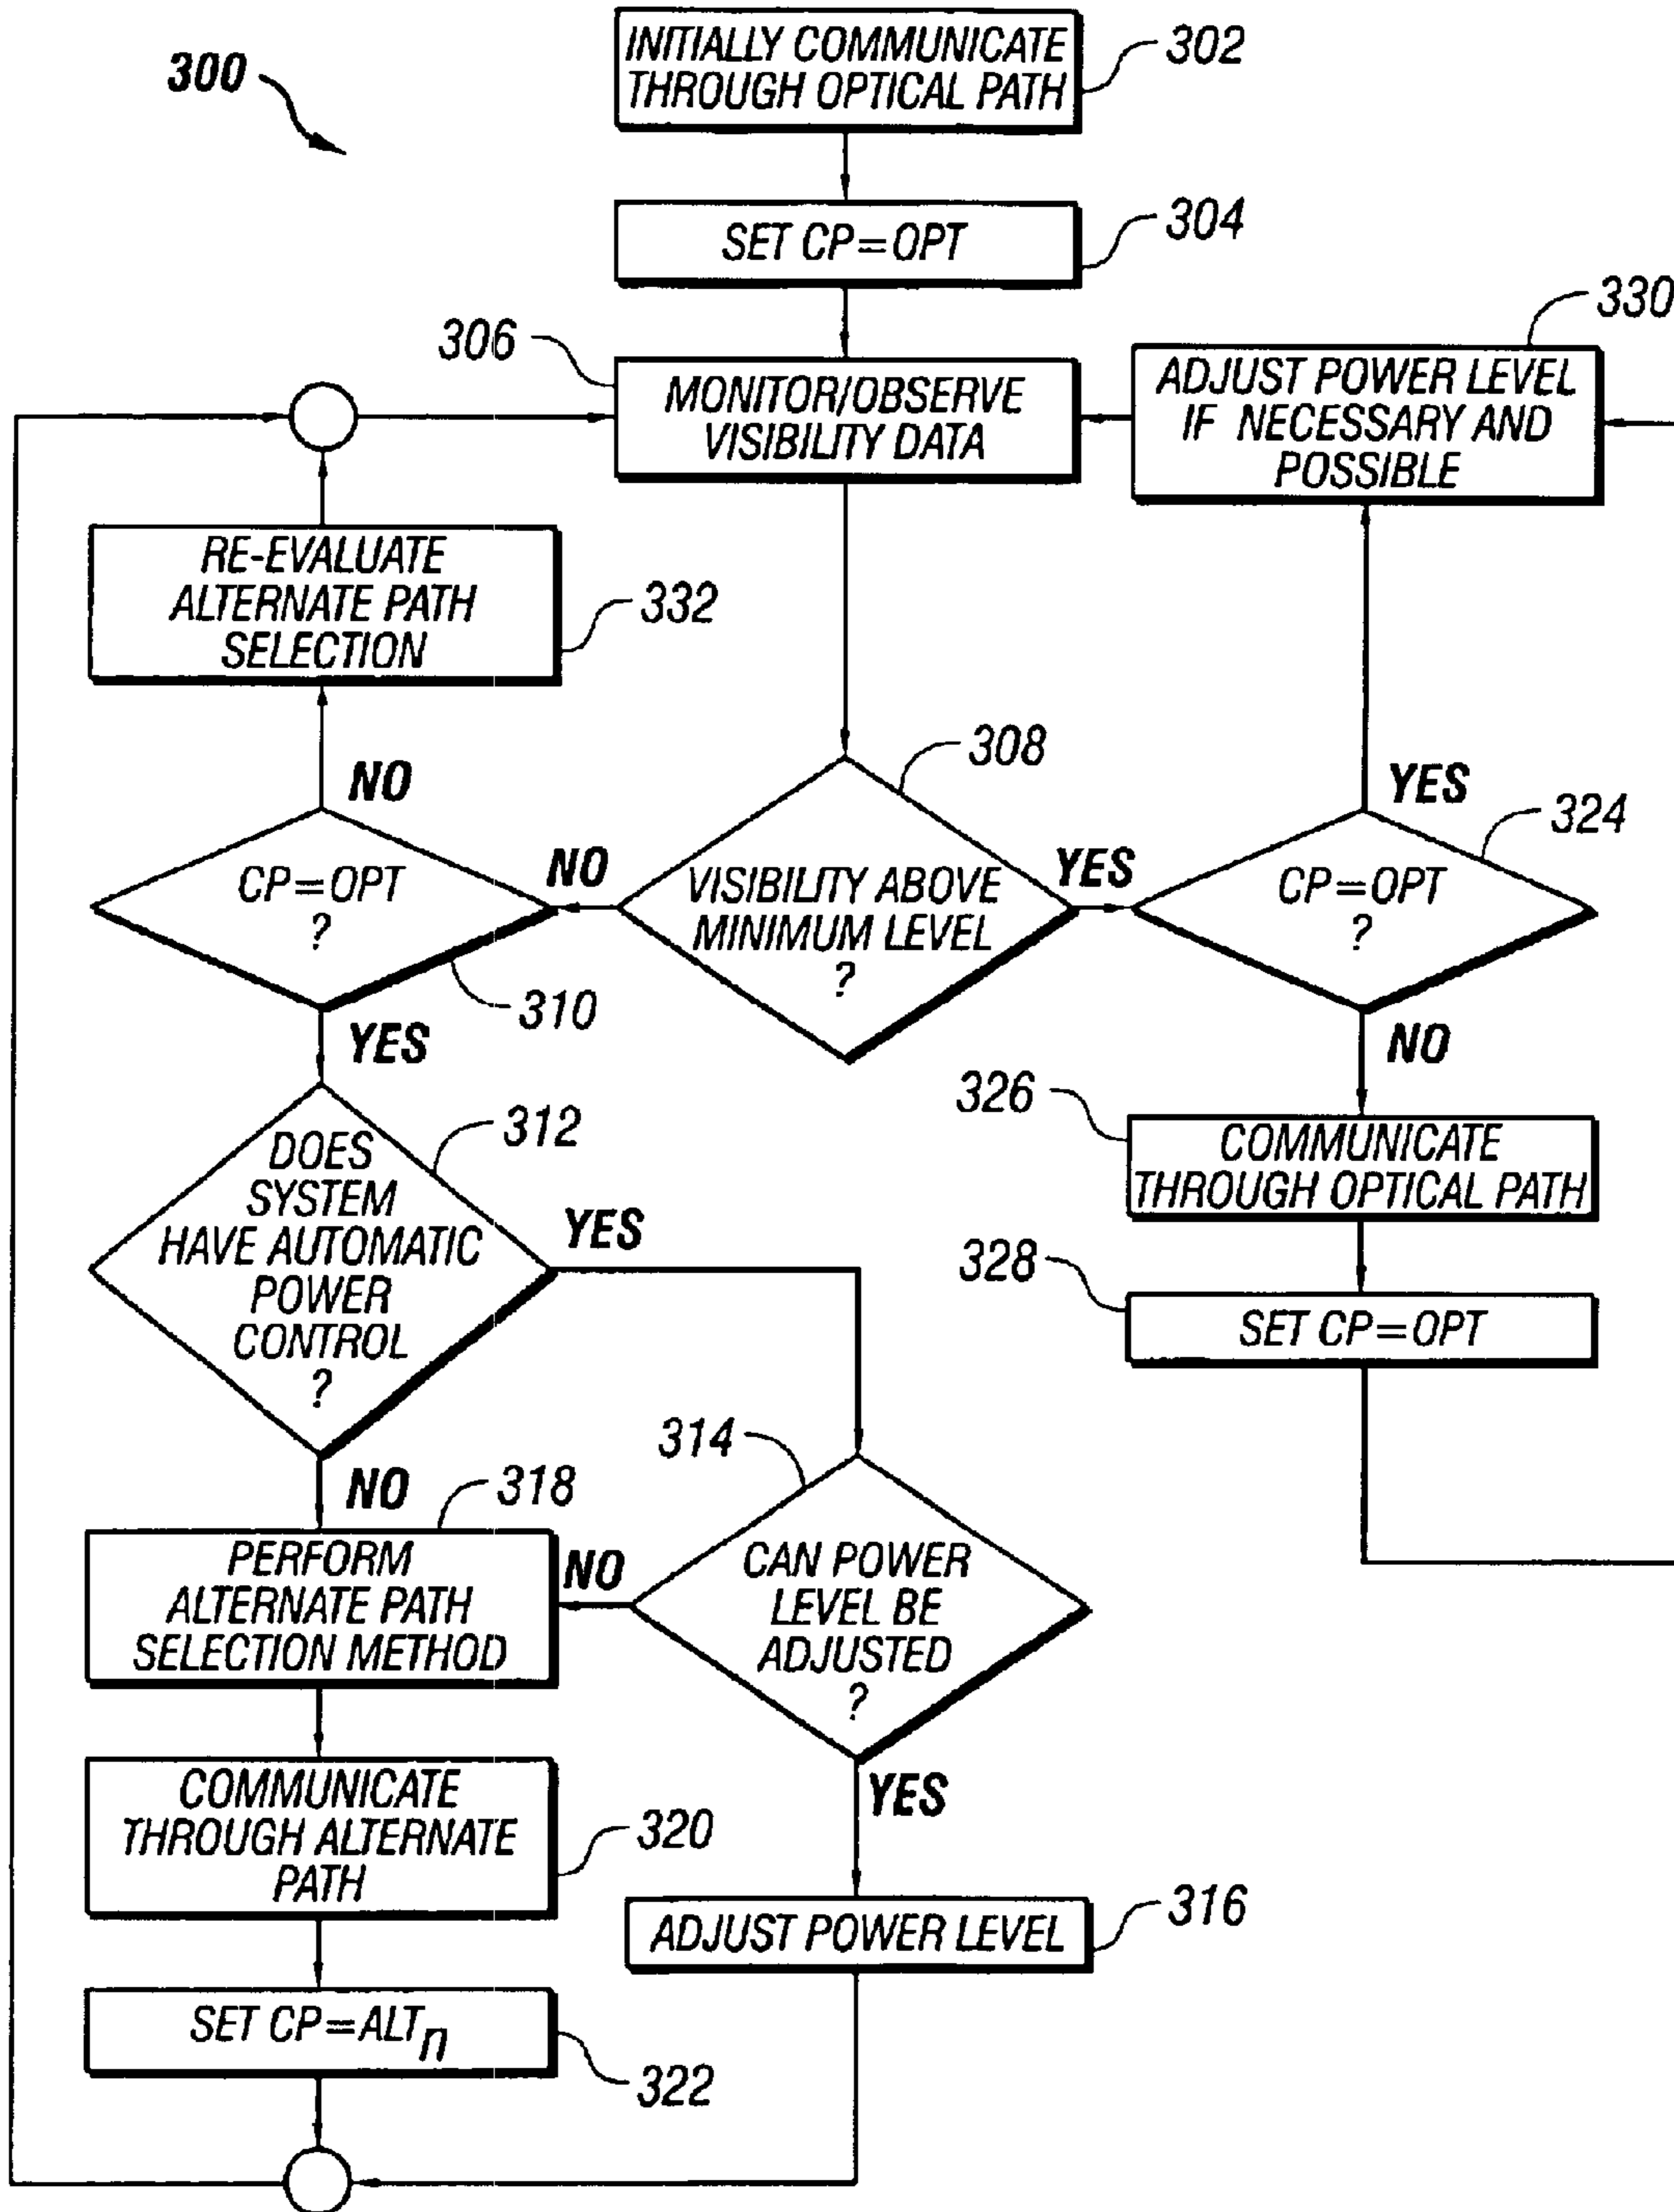 300
INITIALLY COMMUNICATE
THROUGH OPTICAL PATH
302
SET CP=OPT
304
306
MONITOR/OBSERVE
VISIBILITY DATA
330
ADJUST POWER LEVEL
IF NECESSARY AND
POSSIBLE
RE-EVALUATE
ALTERNATE PATH
SELECTION
332
308
VISIBILITY ABOVE
MINIMUM LEVEL
?
NO
YES
NO
CP=OPT
?
310
YES
YES
324
CP=OPT
?
NO
326
COMMUNICATE
THROUGH OPTICAL PATH
328
SET CP=OPT
312
DOES
SYSTEM
HAVE AUTOMATIC
POWER
CONTROL
?
YES
NO
314
CAN POWER
LEVEL BE
ADJUSTED
?
NO
YES
318
PERFORM
ALTERNATE PATH
SELECTION METHOD
COMMUNICATE
THROUGH ALTERNATE
PATH
320
ADJUST POWER LEVEL
316
SET CP=ALTn
322